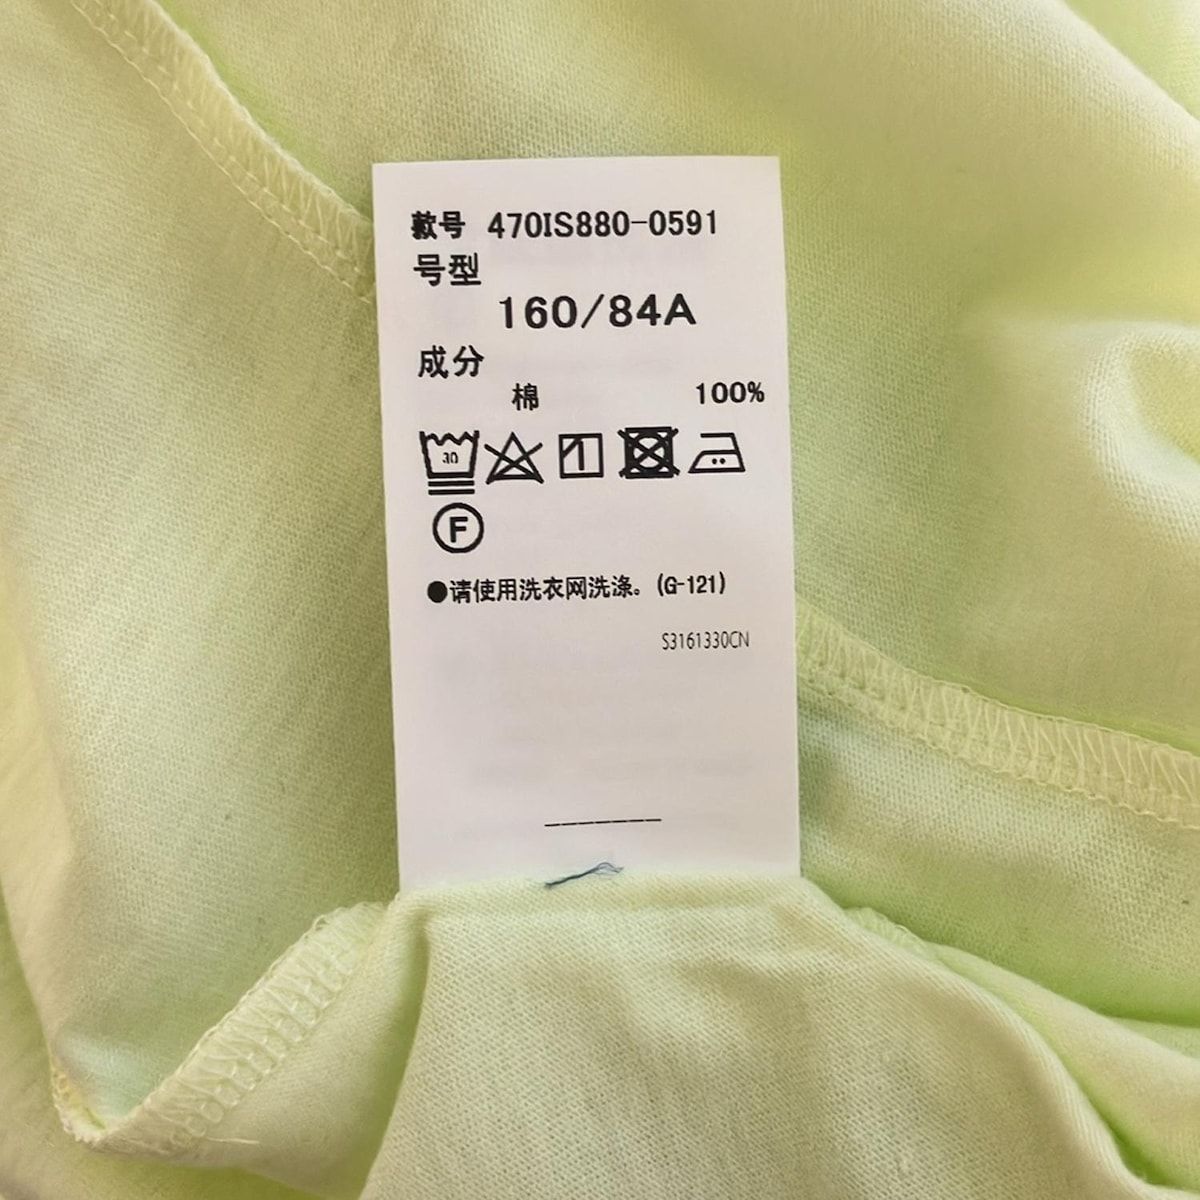 款号 470IS880-0591
号型
160/84A
成分
棉 100%
30
F
●请使用洗衣网洗涤。(G-121)
S3161330CN